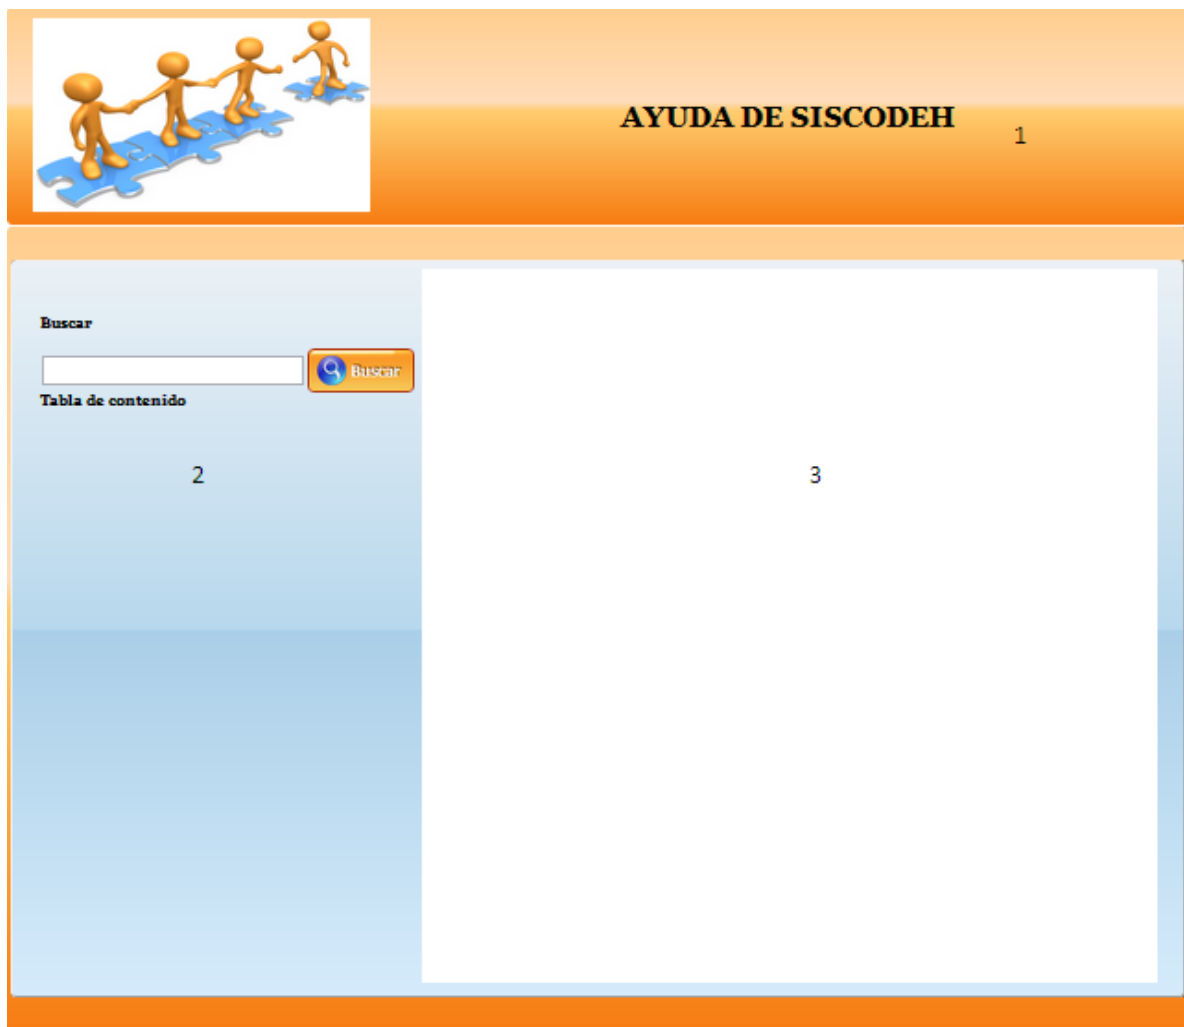 AYUDA DE SISCODEH
1
Buscar
Buscar
Tabla de contenido
2
3